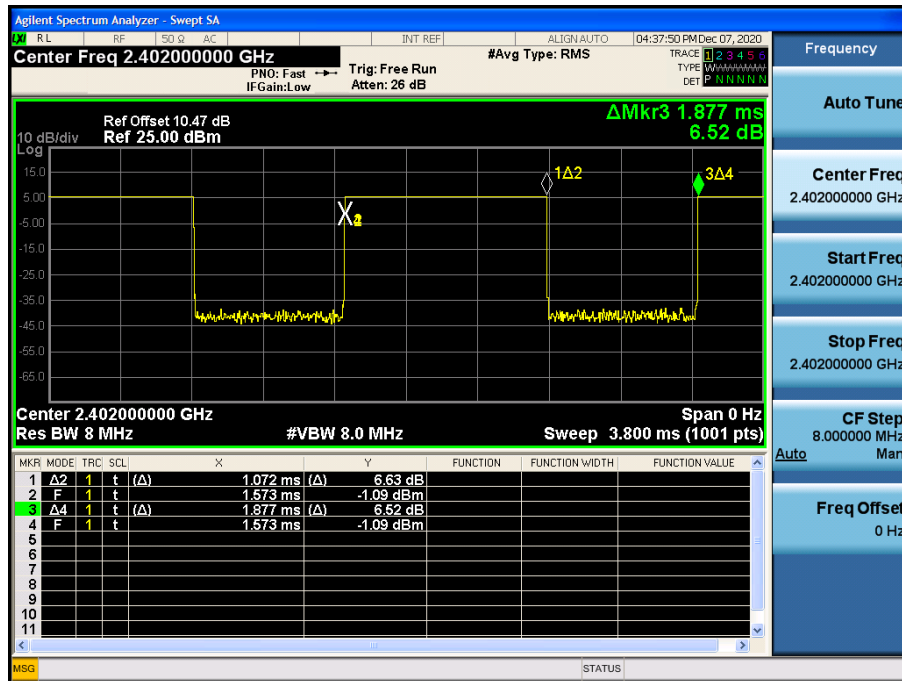 Agilent Spectrum Analyzer - Swept SA
LXI RL RF 50 Ω AC INT REF ALIGN AUTO 04:37:50 PM Dec 07, 2020
Center Freq 2.402000000 GHz #Avg Type: RMS TRACE 1 2 3 4 5 6
PNO: Fast Trig: Free Run TYPE WWWWWW
IFGain:Low Atten: 26 dB DET P N N N N N
Frequency
ΔMkr3 1.877 ms
6.52 dB
Ref Offset 10.47 dB
10 dB/div Ref 25.00 dBm
Log
15.0
5.00
-5.00
-15.0
-25.0
-35.0
-45.0
-55.0
-65.0
1Δ2
3Δ4
Center 2.402000000 GHz Span 0 Hz
Res BW 8 MHz #VBW 8.0 MHz Sweep 3.800 ms (1001 pts)
MKR MODE TRC SCL X Y FUNCTION FUNCTION WIDTH FUNCTION VALUE
1 Δ2 1 t (Δ) 1.072 ms (Δ) 6.63 dB
2 F 1 t 1.573 ms -1.09 dBm
3 Δ4 1 t (Δ) 1.877 ms (Δ) 6.52 dB
4 F 1 t 1.573 ms -1.09 dBm
5
6
7
8
9
10
11
Auto Tune
Center Freq
2.402000000 GHz
Start Freq
2.402000000 GHz
Stop Freq
2.402000000 GHz
CF Step
8.000000 MHz
Auto Man
Freq Offset
0 Hz
MSG STATUS